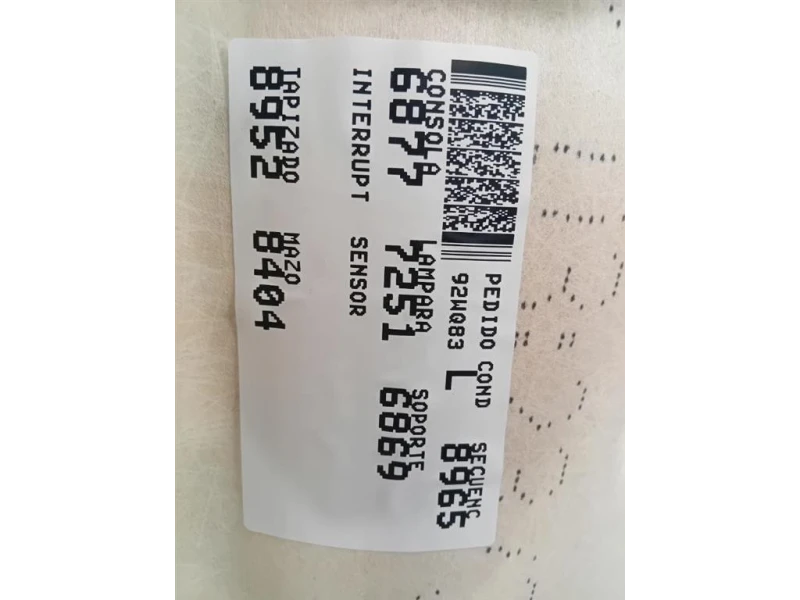 PEDIDO COND SECUENC
92WQ83 L 8965
CONSOLA LAMPARA SOPORTE
6877 7251 6869
INTERRUPT SENSOR
TAPIZADO MAZO
8952 8404